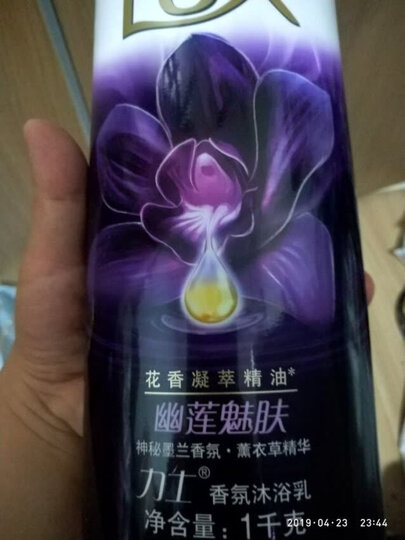 LUX
花香凝萃精油*
幽莲魅肤
神秘墨兰香氛·薰衣草精华
力士® 香氛沐浴乳
净含量：1千克
2019·04·23 23:44